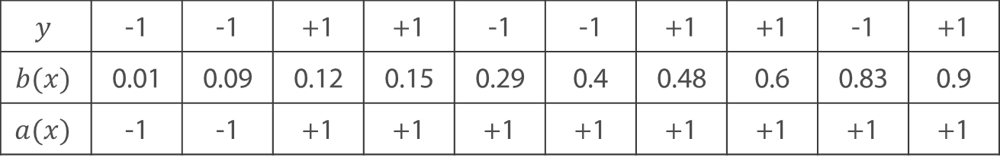 y -1 -1 +1 +1 -1 -1 +1 +1 -1 +1
b(x) 0.01 0.09 0.12 0.15 0.29 0.4 0.48 0.6 0.83 0.9
a(x) -1 -1 +1 +1 +1 +1 +1 +1 +1 +1